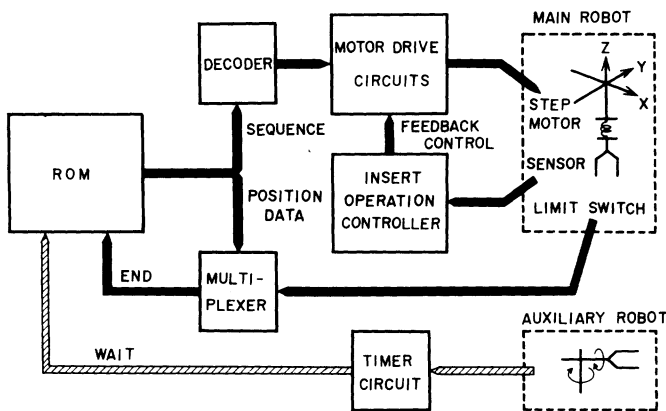 MAIN ROBOT
DECODER
MOTOR DRIVE
CIRCUITS
Z
Y
X
STEP
MOTOR
SEQUENCE
FEEDBACK
CONTROL
ROM
SENSOR
POSITION
DATA
INSERT
OPERATION
CONTROLLER
LIMIT SWITCH
END
MULTI-
PLEXER
AUXILIARY ROBOT
WAIT
TIMER
CIRCUIT